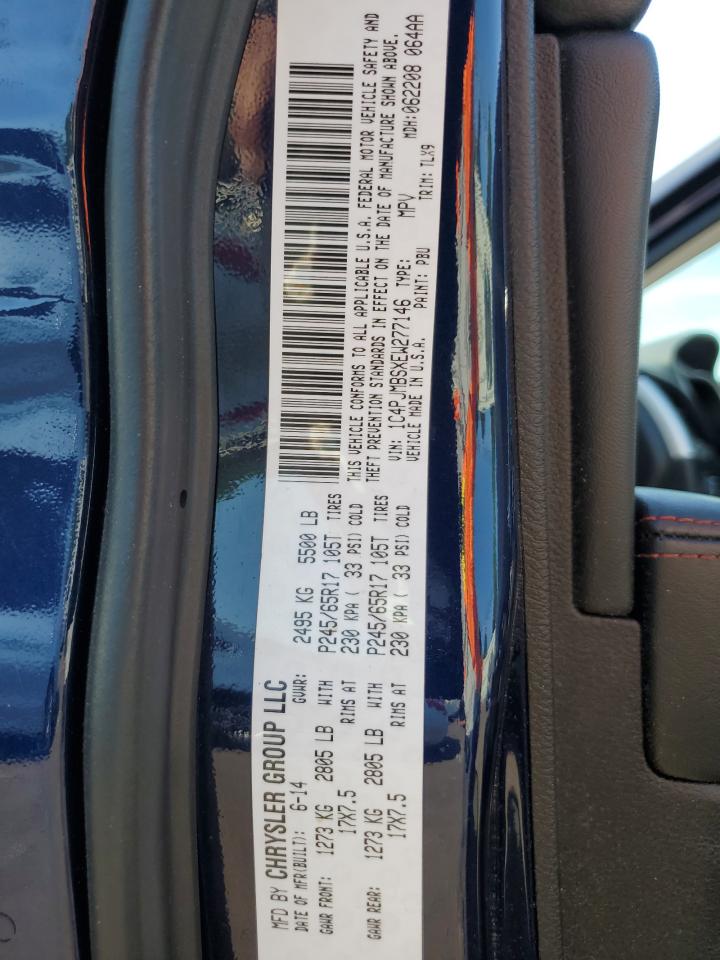 MFD BY CHRYSLER GROUP LLC
DATE OF MFR(BUILT): 6-14 GVWR: 2495 KG 5500 LB
GAWR FRONT: 1273 KG 2805 LB WITH P245/65R17 105T TIRES
17X7.5 RIMS AT 230 KPA ( 33 PSI) COLD
GAWR REAR: 1273 KG 2805 LB WITH P245/65R17 105T TIRES
17X7.5 RIMS AT 230 KPA ( 33 PSI) COLD
THIS VEHICLE CONFORMS TO ALL APPLICABLE U.S.A. FEDERAL MOTOR VEHICLE SAFETY AND
THEFT PREVENTION STANDARDS IN EFFECT ON THE DATE OF MANUFACTURE SHOWN ABOVE.
VIN: 1C4PJMBSXEW277146 TYPE: MPV MDH:062208 064AA
VEHICLE MADE IN U.S.A. PAINT: PBU TRIM: TLX9